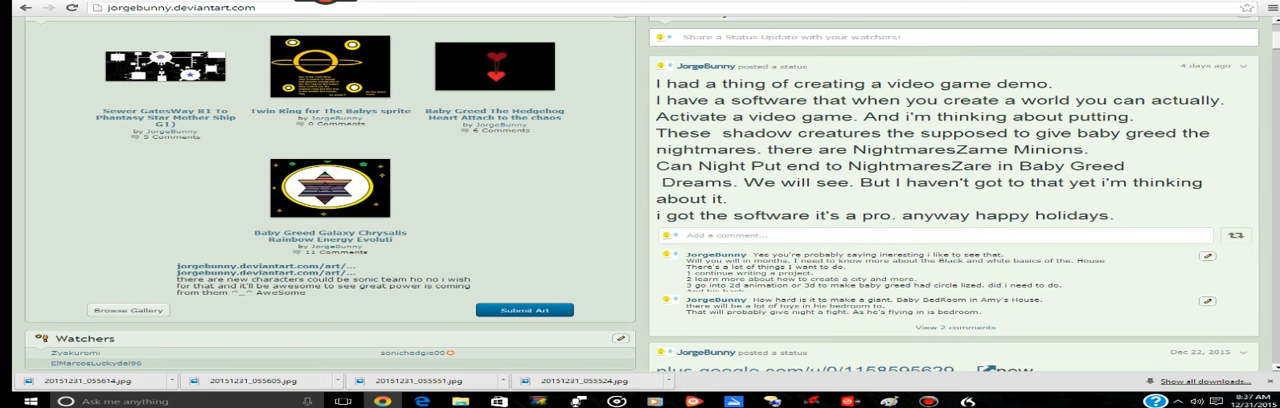 jorgebunny.deviantart.com
Sewer GatesWay B1 To
Phantasy Star Mother Ship
G1)
by JorgeBunny
5 Comments
Twin Ring for The Babys sprite
by JorgeBunny
0 Comments
Baby Greed The Hedgehog
Heart Attach to the chaos
by JorgeBunny
6 Comments
Baby Greed Galaxy Chrysalis
Rainbow Energy Evoluti
by JorgeBunny
11 Comments
jorgebunny.deviantart.com/art/...
jorgebunny.deviantart.com/art/...
there are new characters could be sonic team ho no i wish
for that and it'll be awesome to see great power is coming
from them ^_^ AweSome
Browse Gallery
Submit Art
Watchers
Zyakuromi
sonichedgie00
ElMarcosLuckydel96
Share a Status Update with your watchers!
JorgeBunny posted a status
4 days ago
I had a thing of creating a video game demo.
I have a software that when you create a world you can actually.
Activate a video game. And i'm thinking about putting.
These shadow creatures the supposed to give baby greed the
nightmares. there are NightmaresZame Minions.
Can Night Put end to NightmaresZare in Baby Greed
Dreams. We will see. But I haven't got to that yet i'm thinking
about it.
i got the software it's a pro. anyway happy holidays.
Add a comment...
JorgeBunny Yes you're probably saying ineresting i like to see that.
Will you will in months. I need to know more about the Black and white basics of the. House
There's a lot of things I want to do.
1 continue writing a project.
2 learn more about how to create a city and more.
3 go into 2d animation or 3d to make baby greed had circle lized. did i need to do.
JorgeBunny How hard is it to make a giant. Baby BedRoom in Amy's House.
there will be a lot of toys in his bedroom to.
That will probably give night a fight. As he's flying in is bedroom.
View 2 comments
JorgeBunny posted a status
Dec 22, 2015
20151231_055614.jpg
20151231_055605.jpg
20151231_055551.jpg
20151231_055524.jpg
Show all downloads...
Ask me anything
8:37 AM
12/31/2015